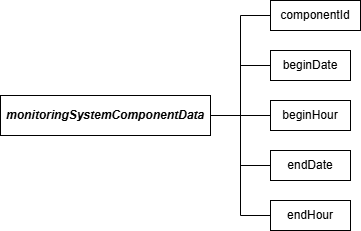 monitoringSystemComponentData
componentId
beginDate
beginHour
endDate
endHour